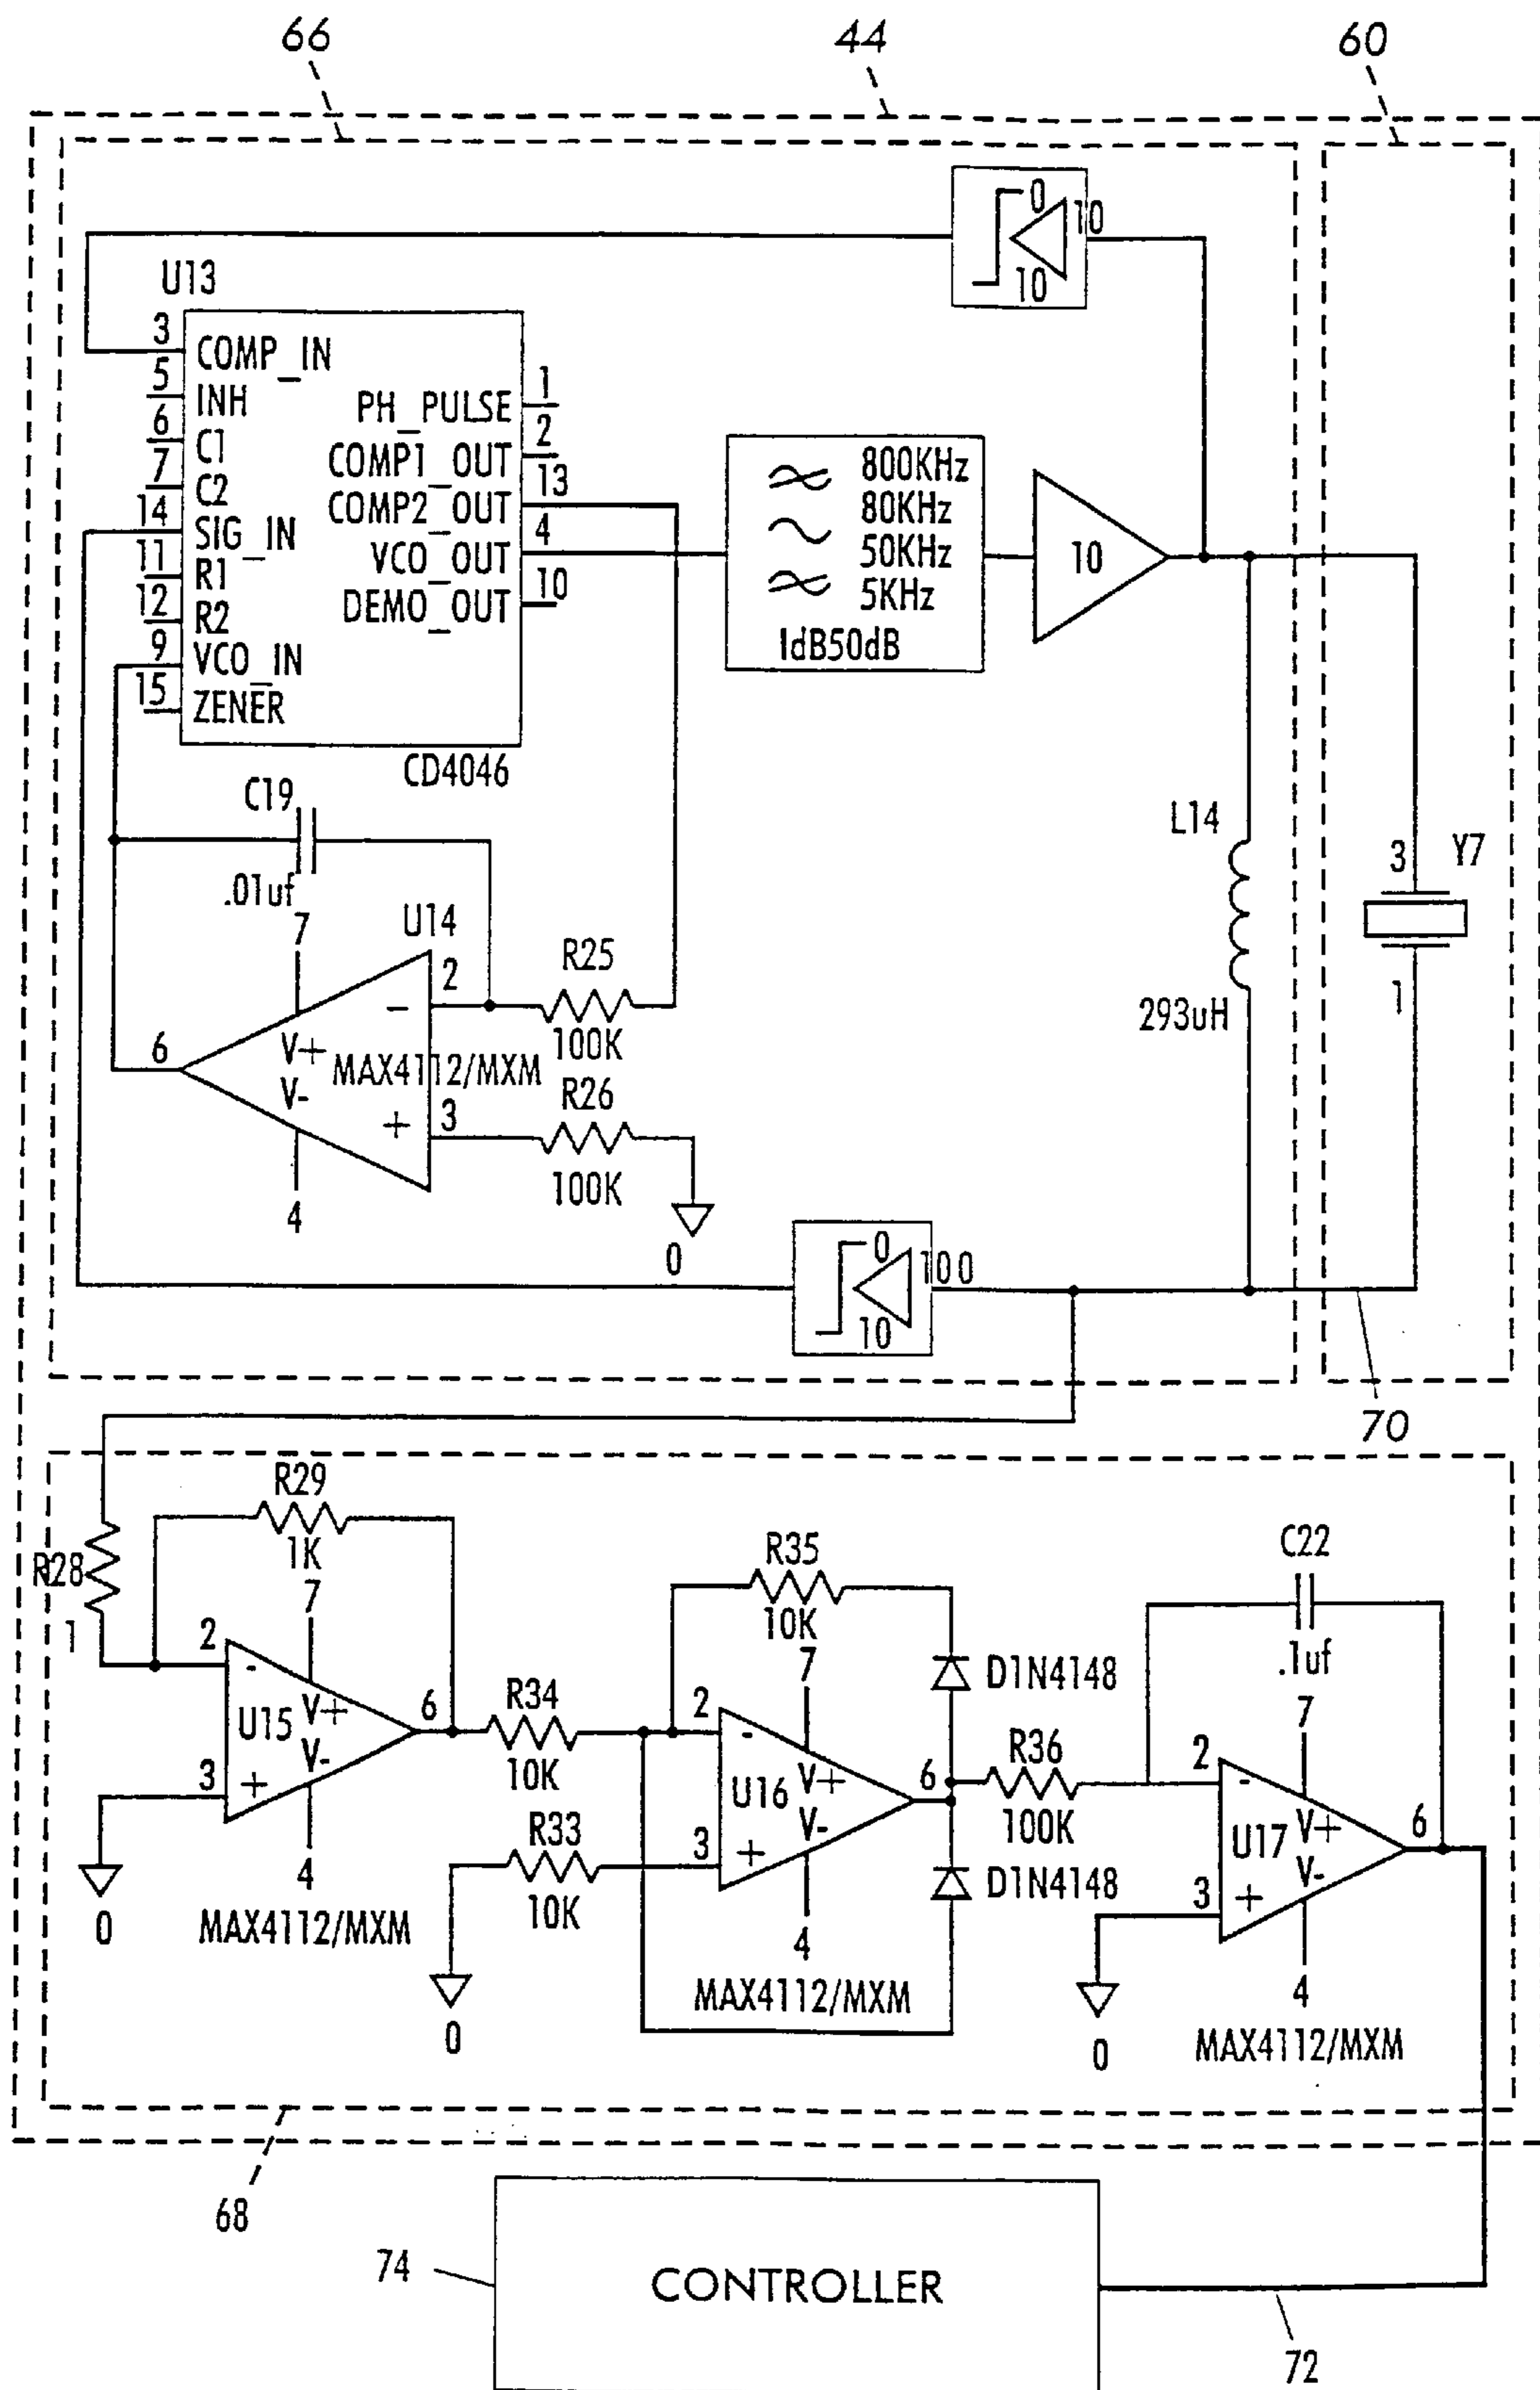 66
44
60
0
10
10
U13
3
COMP_IN
5
INH
6
C1
7
C2
14
SIG_IN
11
R1
12
R2
9
VCO_IN
15
ZENER
PH_PULSE
1
COMP1_OUT
2
COMP2_OUT
13
VCO_OUT
4
DEMO_OUT
10
CD4046
800KHz
80KHz
50KHz
5KHz
1dB50dB
10
C19
.01uf
7
U14
2
-
R25
100K
6
V+
MAX4112/MXM
V-
R26
+
3
100K
4
0
L14
293uH
3
Y7
1
0
100
10
70
R29
1K
R28
1
7
2
-
U15
V+
V-
6
3
+
4
0
MAX4112/MXM
R34
10K
R35
10K
7
2
-
U16
V+
V-
6
R33
10K
3
+
4
0
MAX4112/MXM
D1N4148
D1N4148
R36
100K
C22
.1uf
7
2
-
U17
V+
V-
6
3
+
4
0
MAX4112/MXM
68
74
CONTROLLER
72